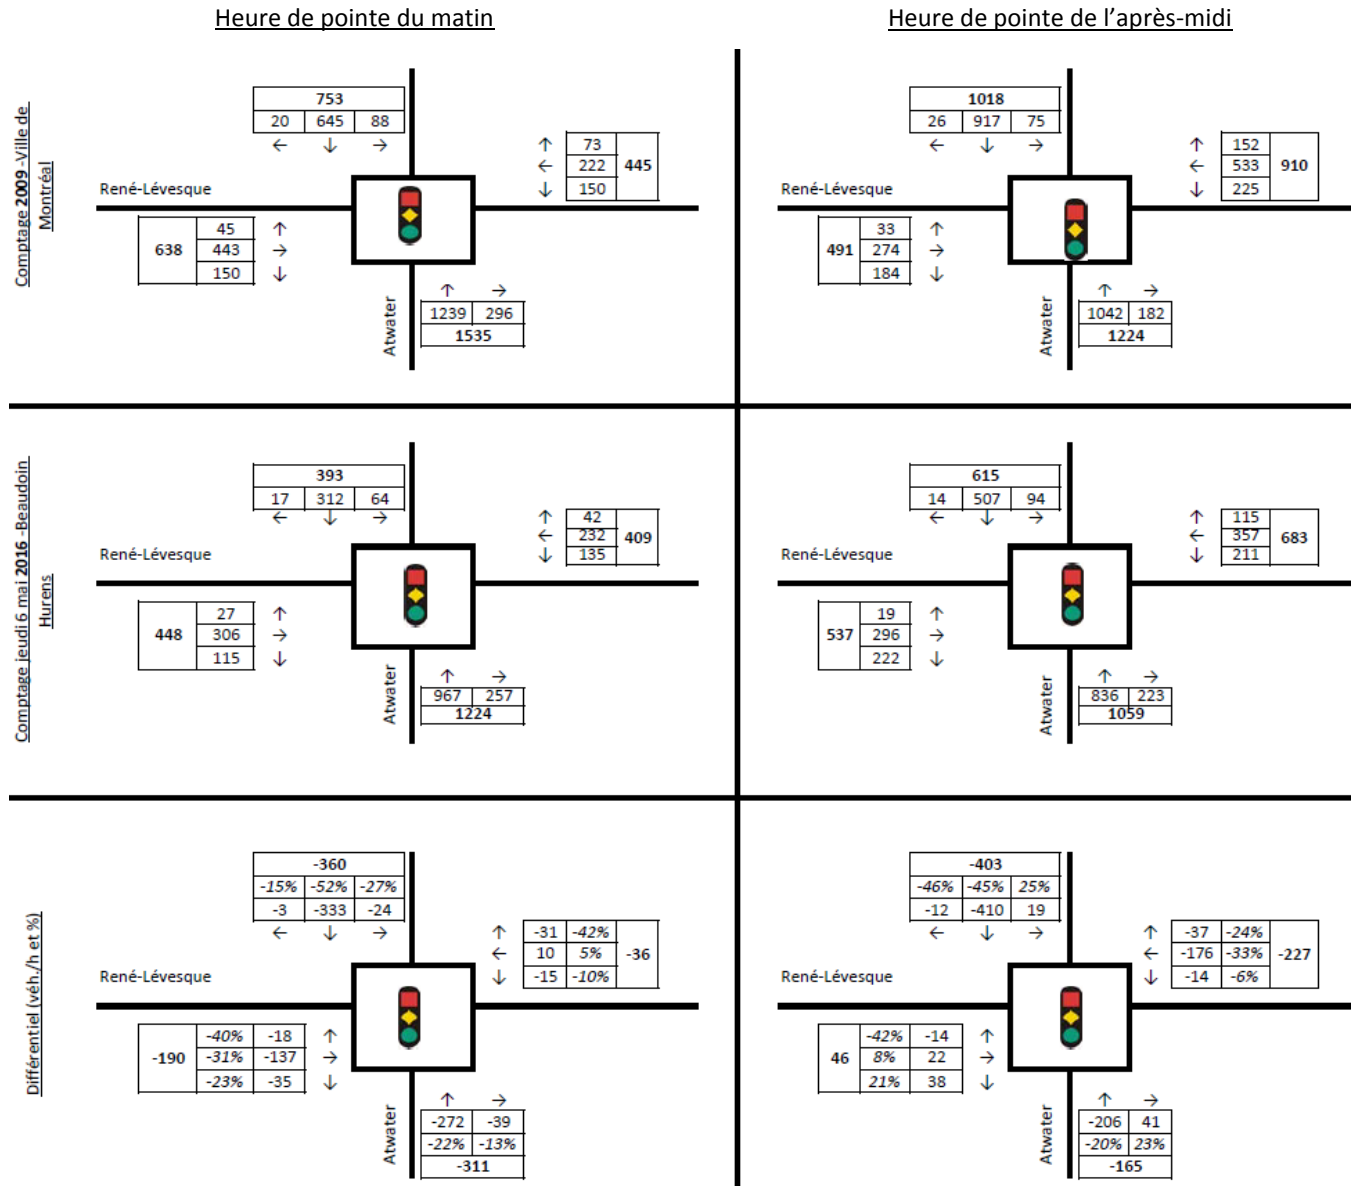 Heure de pointe du matin
Heure de pointe de l’après-midi
Comptage 2009 -Ville de
Montréal
753
20 645 88
← ↓ →
↑ 73
← 222 445
↓ 150
René-Lévesque
45 ↑
638 443 →
150 ↓
Atwater
↑ →
1239 296
1535
1018
26 917 75
← ↓ →
↑ 152
← 533 910
↓ 225
René-Lévesque
33 ↑
491 274 →
184 ↓
Atwater
↑ →
1042 182
1224
Comptage jeudi 6 mai 2016 -Beaudoin
Hurens
393
17 312 64
← ↓ →
↑ 42
← 232 409
↓ 135
René-Lévesque
27 ↑
448 306 →
115 ↓
Atwater
↑ →
967 257
1224
615
14 507 94
← ↓ →
↑ 115
← 357 683
↓ 211
René-Lévesque
19 ↑
537 296 →
222 ↓
Atwater
↑ →
836 223
1059
Différentiel (véh./h et %)
-360
-15% -52% -27%
-3 -333 -24
← ↓ →
↑ -31 -42%
← 10 5% -36
↓ -15 -10%
René-Lévesque
-40% -18 ↑
-190 -31% -137 →
-23% -35 ↓
Atwater
↑ →
-272 -39
-22% -13%
-311
-403
-46% -45% 25%
-12 -410 19
← ↓ →
↑ -37 -24%
← -176 -33% -227
↓ -14 -6%
René-Lévesque
-42% -14 ↑
46 8% 22 →
21% 38 ↓
Atwater
↑ →
-206 41
-20% 23%
-165